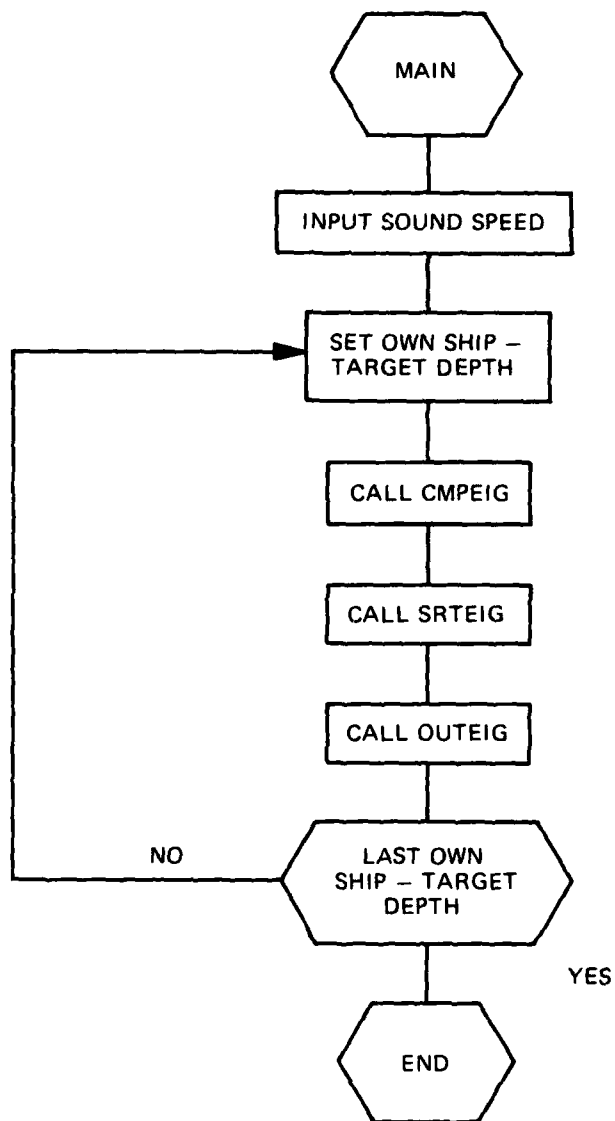 MAIN
INPUT SOUND SPEED
SET OWN SHIP –
TARGET DEPTH
CALL CMPEIG
CALL SRTEIG
CALL OUTEIG
NO
LAST OWN
SHIP – TARGET
DEPTH
YES
END